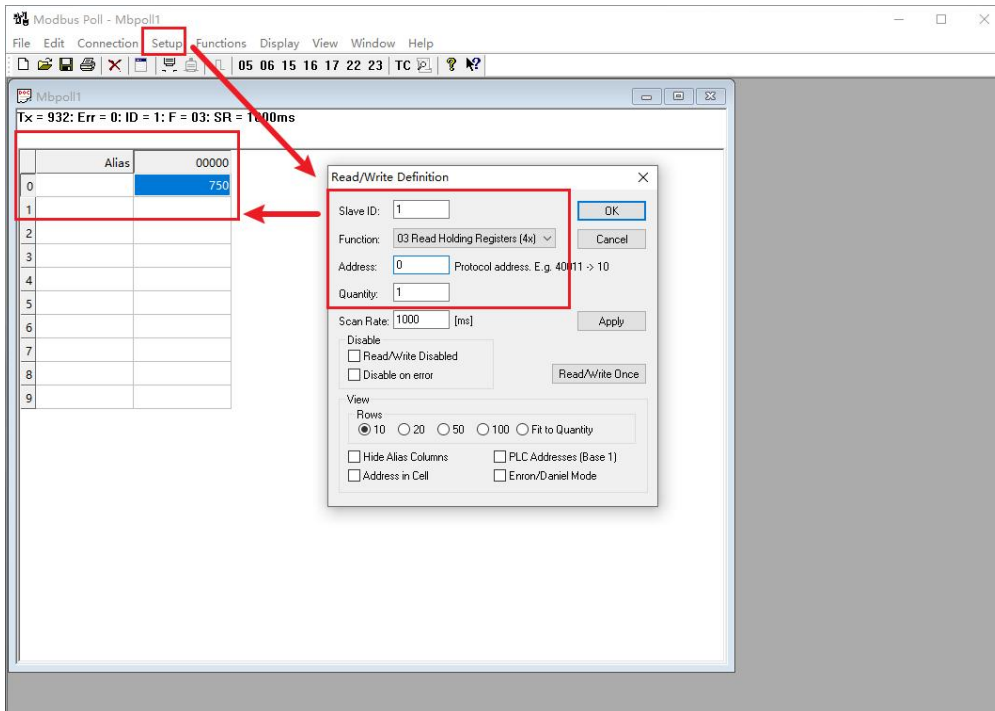 Modbus Poll - Mbpoll1
File Edit Connection Setup Functions Display View Window Help
05 06 15 16 17 22 23 TC
Mbpoll1
Tx = 932: Err = 0: ID = 1: F = 03: SR = 1000ms
Alias 00000
0 750
1
2
3
4
5
6
7
8
9
Read/Write Definition
Slave ID: 1 OK
Function: 03 Read Holding Registers (4x) Cancel
Address: 0 Protocol address. E.g. 40011 -> 10
Quantity: 1
Scan Rate: 1000 [ms] Apply
Disable
Read/Write Disabled
Disable on error Read/Write Once
View
Rows
10 20 50 100 Fit to Quantity
Hide Alias Columns PLC Addresses (Base 1)
Address in Cell Enron/Daniel Mode